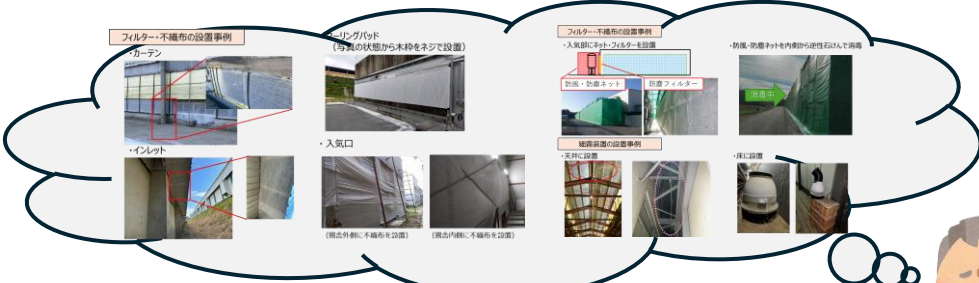 フィルター・不織布の設置事例
・カーテン
・インレット
ーリングパッド
(写真の状態から木枠をネジで設置)
・入気口
(鶏舎外側に不織布を設置)
(鶏舎内側に不織布を設置)
フィルター・不織布の設置事例
・入気部にネット・フィルターを設置
防風・防塵ネット
防塵フィルター
・防風・防塵ネットを内側から逆性石けんで消毒
消毒中
細霧装置の設置事例
・天井に設置
・床に設置